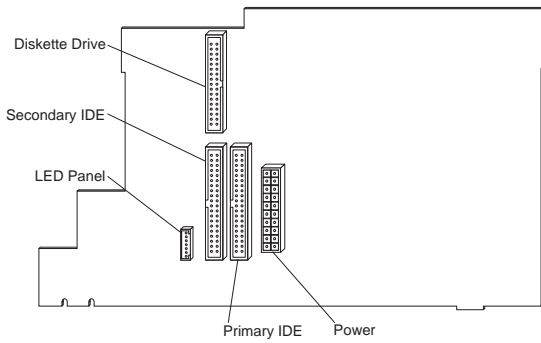 Diskette Drive
Secondary IDE
LED Panel
Primary IDE
Power